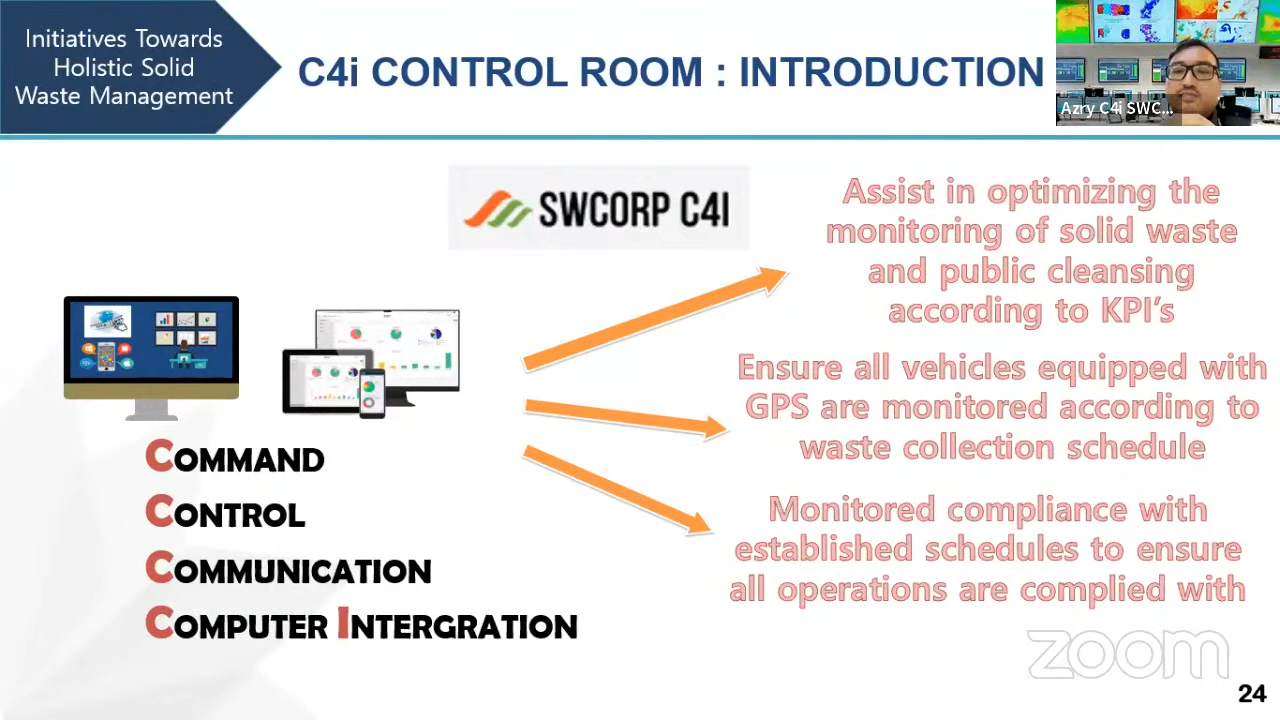 Initiatives Towards
Holistic Solid
Waste Management
C4i CONTROL ROOM : INTRODUCTION
Azry C4i SWC...
SWCORP C4I
Assist in optimizing the
monitoring of solid waste
and public cleansing
according to KPI's
Ensure all vehicles equipped with
GPS are monitored according to
waste collection schedule
Monitored compliance with
established schedules to ensure
all operations are complied with
COMMAND
CONTROL
COMMUNICATION
COMPUTER INTERGRATION
zoom
24